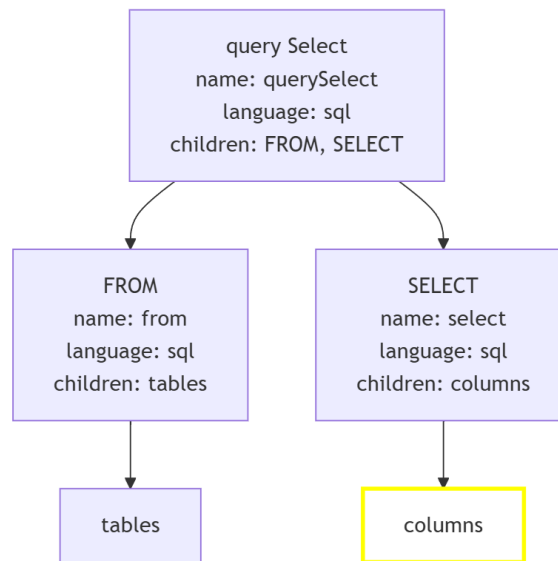 query Select
name: querySelect
language: sql
children: FROM, SELECT
FROM
name: from
language: sql
children: tables
SELECT
name: select
language: sql
children: columns
tables
columns